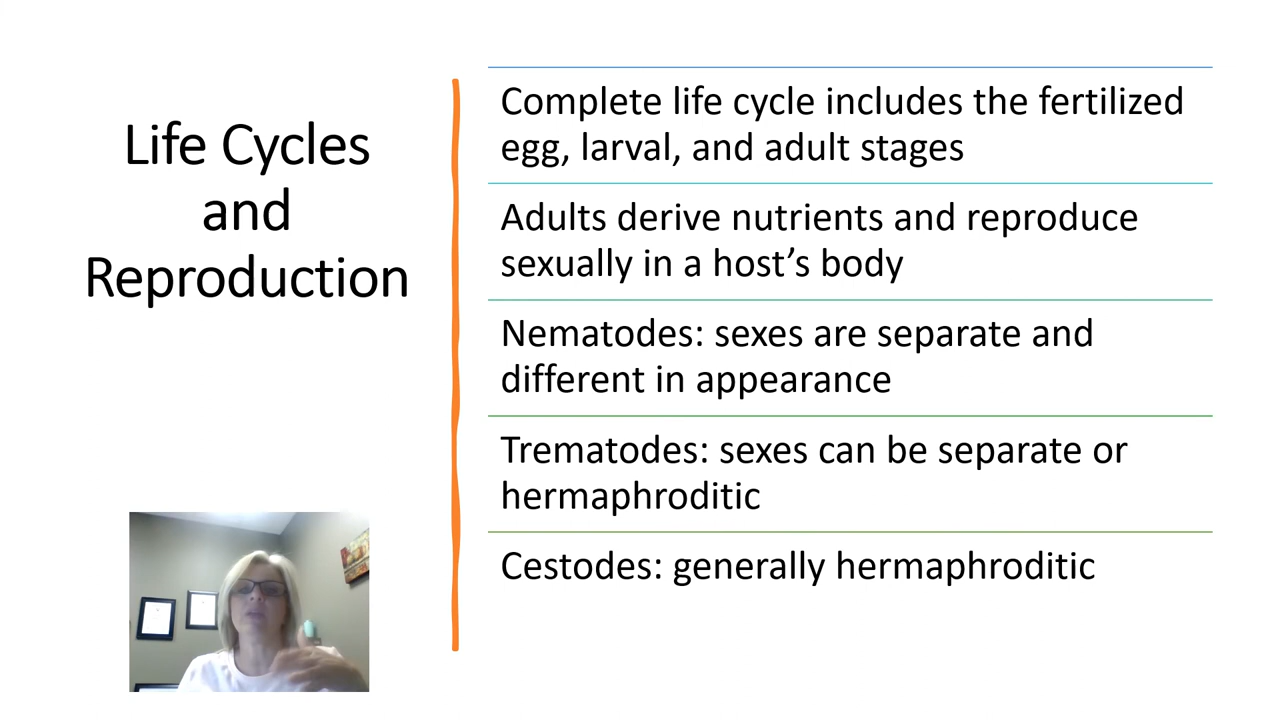 Life Cycles
and
Reproduction
Complete life cycle includes the fertilized
egg, larval, and adult stages
Adults derive nutrients and reproduce
sexually in a host’s body
Nematodes: sexes are separate and
different in appearance
Trematodes: sexes can be separate or
hermaphroditic
Cestodes: generally hermaphroditic